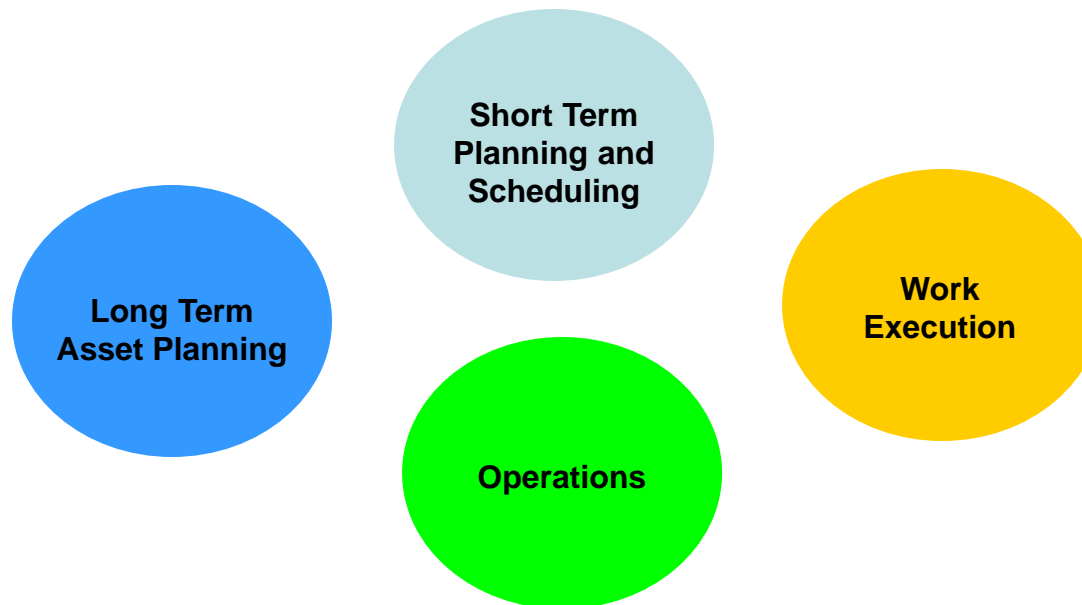 Short Term
Planning and
Scheduling
Long Term
Asset Planning
Work
Execution
Operations